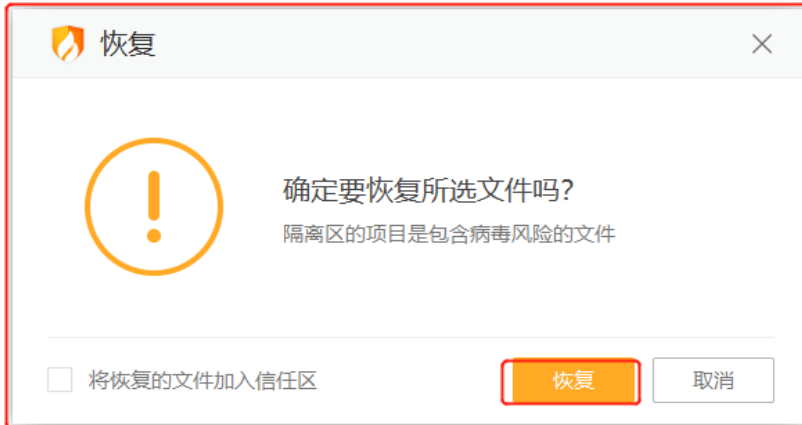 恢复
确定要恢复所选文件吗?
隔离区的项目是包含病毒风险的文件
将恢复的文件加入信任区
恢复
取消